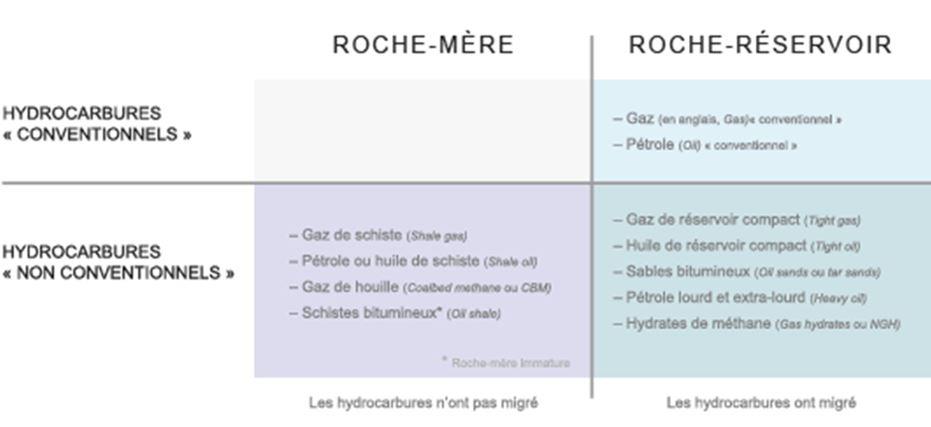 ROCHE-MÈRE
ROCHE-RÉSERVOIR
HYDROCARBURES
« CONVENTIONNELS »
– Gaz (en anglais, Gas)« conventionnel »
– Pétrole (Oil) « conventionnel »
HYDROCARBURES
« NON CONVENTIONNELS »
– Gaz de schiste (Shale gas)
– Pétrole ou huile de schiste (Shale oil)
– Gaz de houille (Coalbed methane ou CBM)
– Schistes bitumineux* (Oil shale)
* Roche-mère Immature
– Gaz de réservoir compact (Tight gas)
– Huile de réservoir compact (Tight oil)
– Sables bitumineux (Oil sands ou tar sands)
– Pétrole lourd et extra-lourd (Heavy oil)
– Hydrates de méthane (Gas hydrates ou NGH)
Les hydrocarbures n'ont pas migré
Les hydrocarbures ont migré